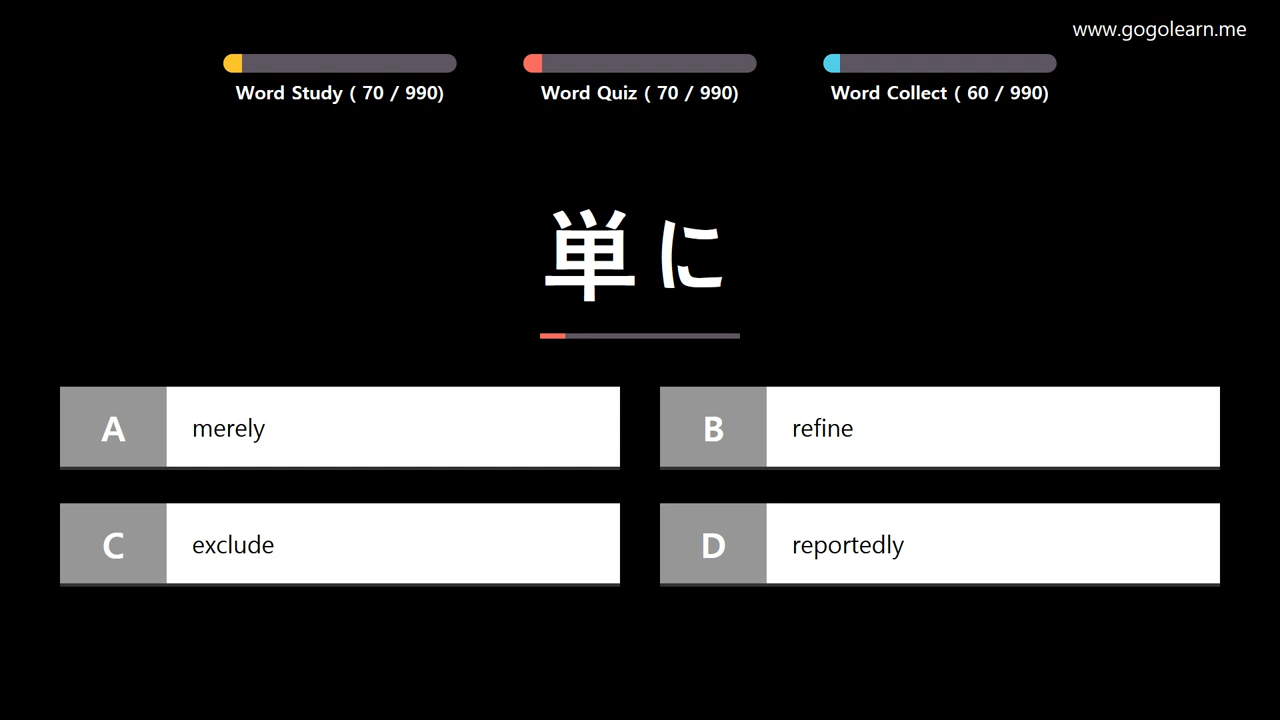 www.gogolearn.me
Word Study ( 70 / 990)
Word Quiz ( 70 / 990)
Word Collect ( 60 / 990)
単に
A merely
B refine
C exclude
D reportedly